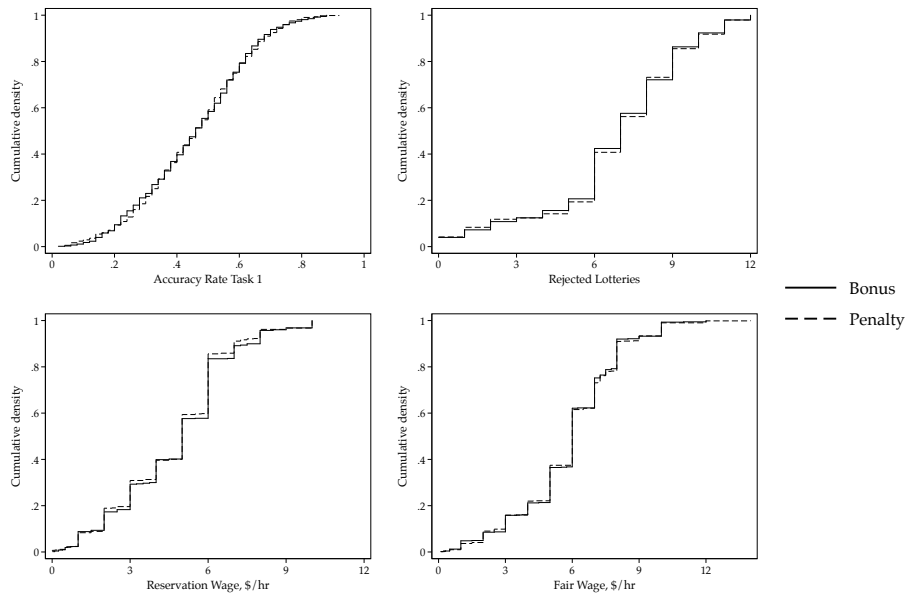 Cumulative density
1
.8
.6
.4
.2
0
0 .2 .4 .6 .8 1
Accuracy Rate Task 1
Cumulative density
1
.8
.6
.4
.2
0
0 3 6 9 12
Rejected Lotteries
Cumulative density
1
.8
.6
.4
.2
0
0 3 6 9 12
Reservation Wage, $/hr
Cumulative density
1
.8
.6
.4
.2
0
0 3 6 9 12
Fair Wage, $/hr
Bonus
Penalty